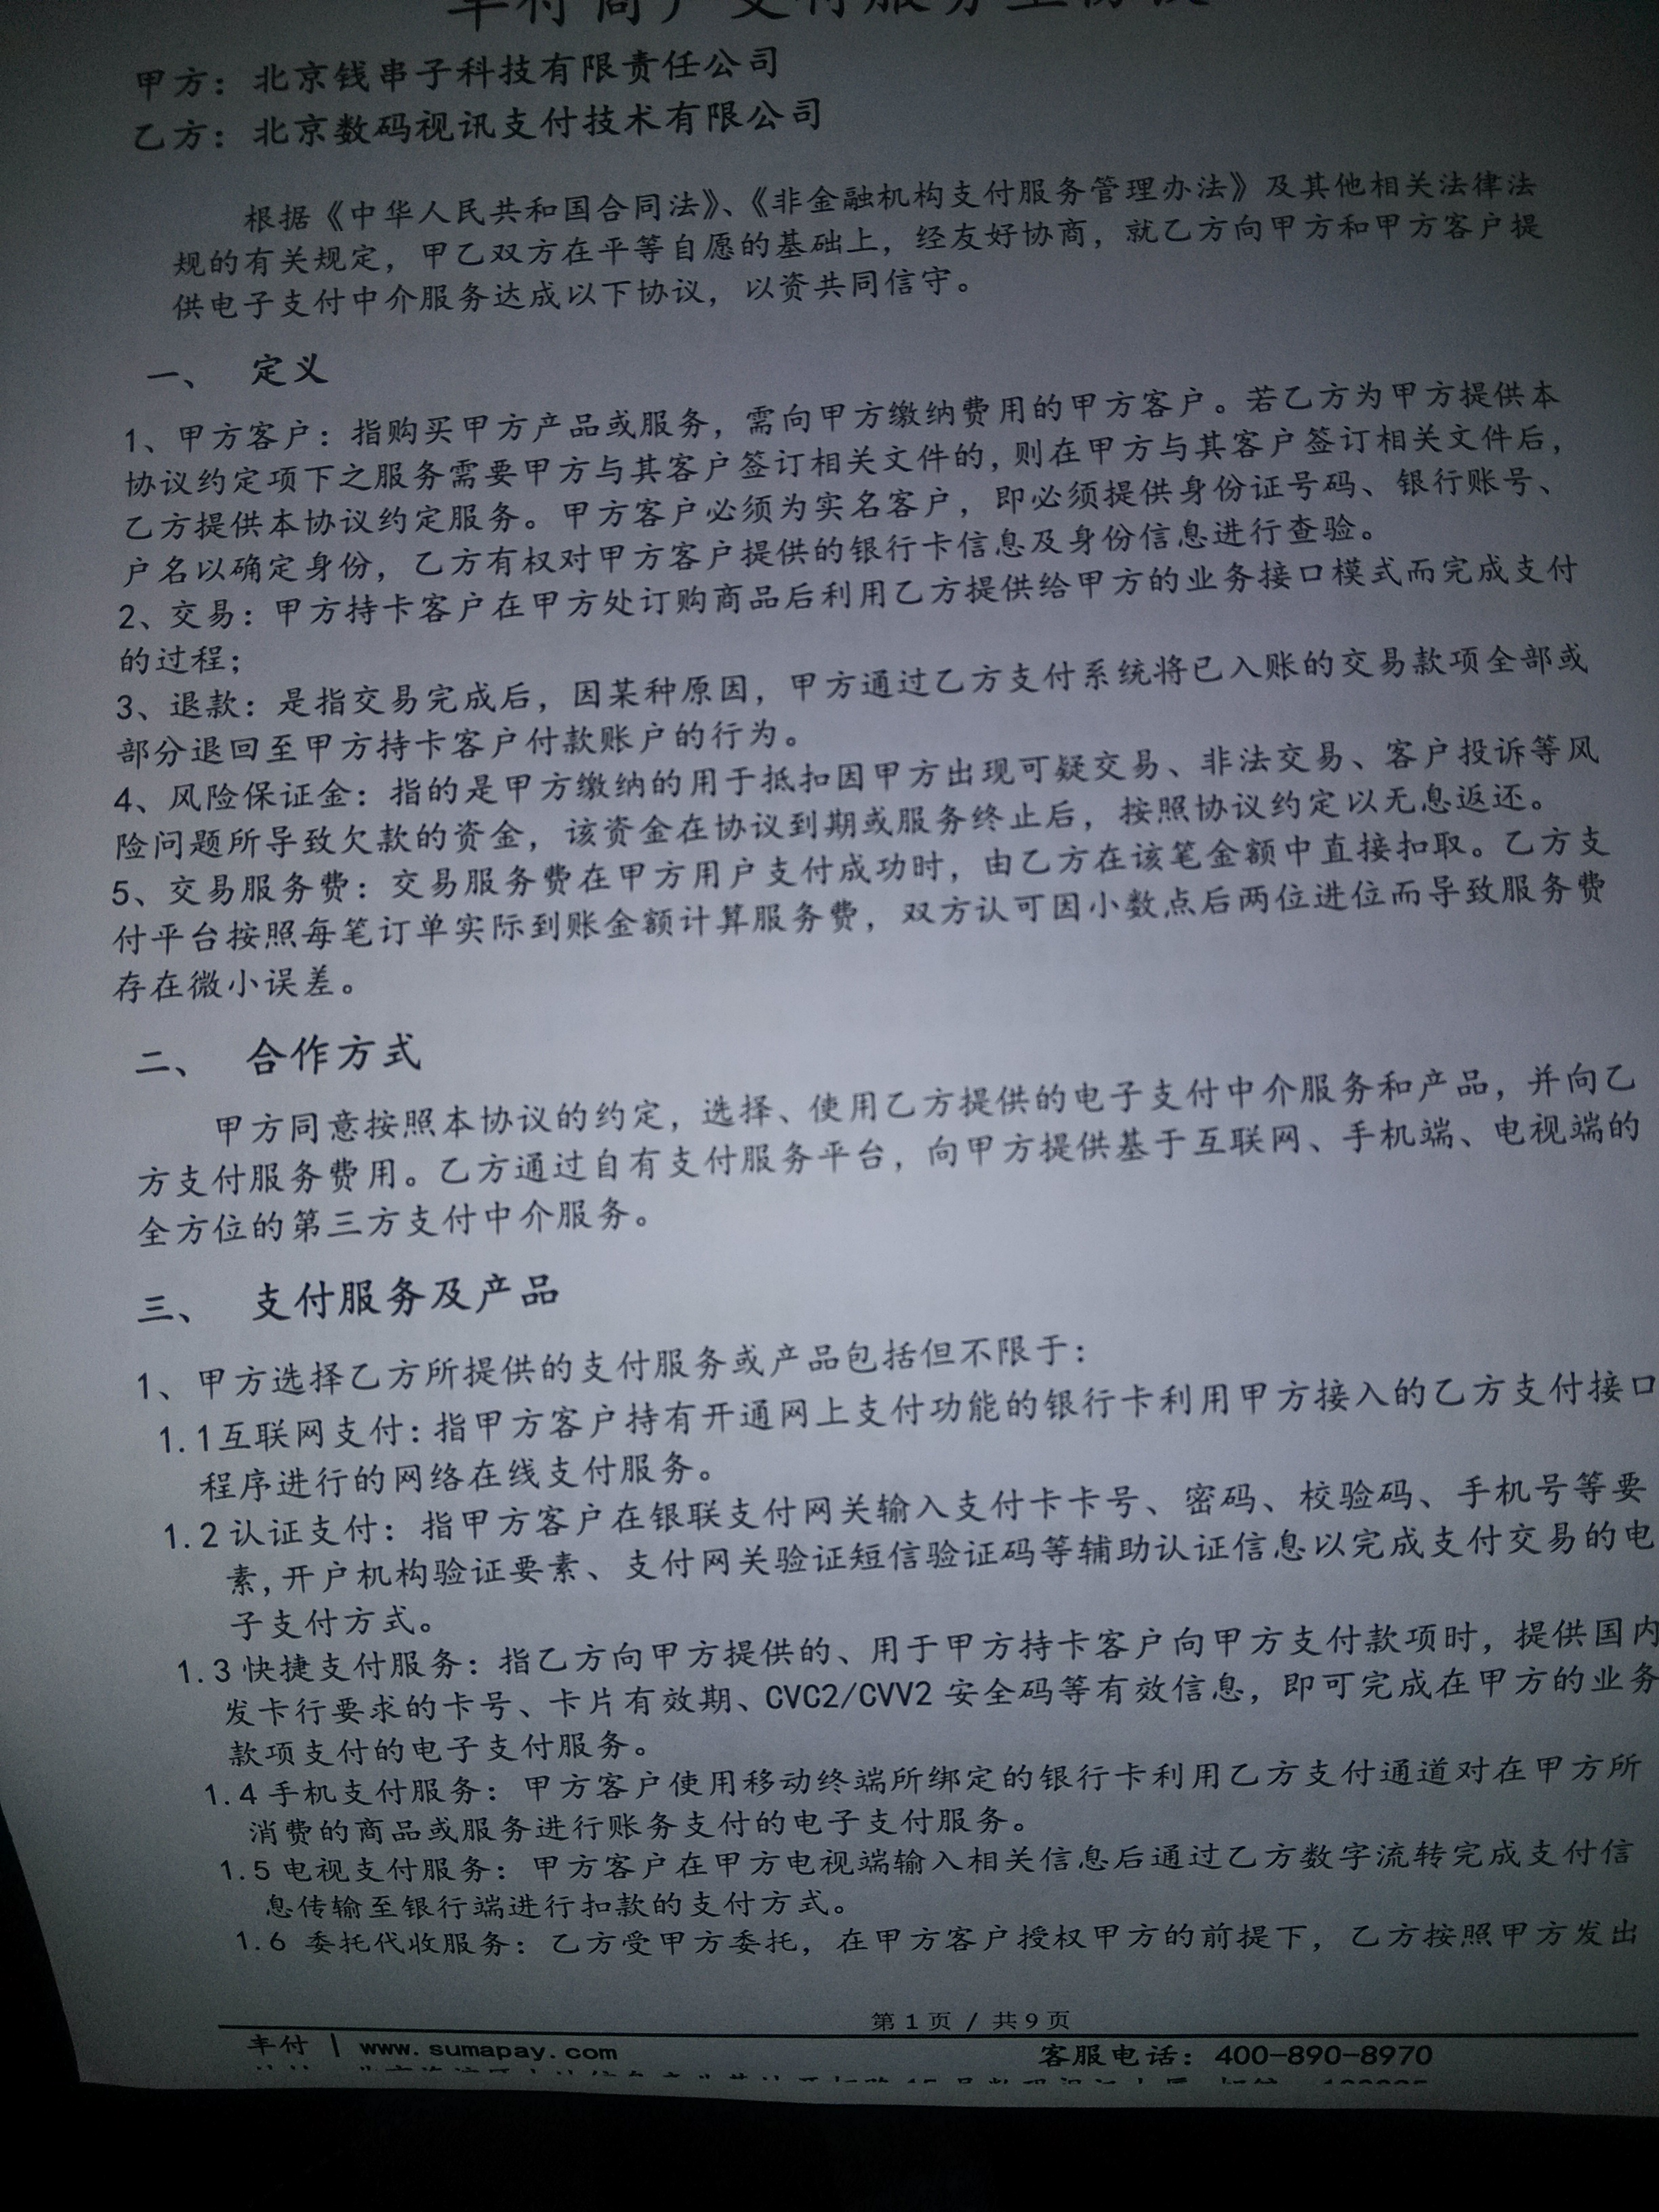 丰付商户支付服务主协议
甲方：北京钱串子科技有限责任公司
乙方：北京数码视讯支付技术有限公司
根据《中华人民共和国合同法》、《非金融机构支付服务管理办法》及其他相关法律法
规的有关规定，甲乙双方在平等自愿的基础上，经友好协商，就乙方向甲方和甲方客户提
供电子支付中介服务达成以下协议，以资共同信守。
一、 定义
1、甲方客户：指购买甲方产品或服务，需向甲方缴纳费用的甲方客户。若乙方为甲方提供本
协议约定项下之服务需要甲方与其客户签订相关文件的，则在甲方与其客户签订相关文件后，
乙方提供本协议约定服务。甲方客户必须为实名客户，即必须提供身份证号码、银行账号、
户名以确定身份，乙方有权对甲方客户提供的银行卡信息及身份信息进行查验。
2、交易：甲方持卡客户在甲方处订购商品后利用乙方提供给甲方的业务接口模式而完成支付
的过程；
3、退款：是指交易完成后，因某种原因，甲方通过乙方支付系统将已入账的交易款项全部或
部分退回至甲方持卡客户付款账户的行为。
4、风险保证金：指的是甲方缴纳的用于抵扣因甲方出现可疑交易、非法交易、客户投诉等风
险问题所导致欠款的资金，该资金在协议到期或服务终止后，按照协议约定以无息返还。
5、交易服务费：交易服务费在甲方用户支付成功时，由乙方在该笔金额中直接扣取。乙方支
付平台按照每笔订单实际到账金额计算服务费，双方认可因小数点后两位进位而导致服务费
存在微小误差。
二、 合作方式
甲方同意按照本协议的约定，选择、使用乙方提供的电子支付中介服务和产品，并向乙
方支付服务费用。乙方通过自有支付服务平台，向甲方提供基于互联网、手机端、电视端的
全方位的第三方支付中介服务。
三、 支付服务及产品
1、甲方选择乙方所提供的支付服务或产品包括但不限于：
1.1互联网支付：指甲方客户持有开通网上支付功能的银行卡利用甲方接入的乙方支付接口
程序进行的网络在线支付服务。
1.2认证支付：指甲方客户在银联支付网关输入支付卡卡号、密码、校验码、手机号等要
素，开户机构验证要素、支付网关验证短信验证码等辅助认证信息以完成支付交易的电
子支付方式。
1.3快捷支付服务：指乙方向甲方提供的、用于甲方持卡客户向甲方支付款项时，提供国内
发卡行要求的卡号、卡片有效期、CVC2/CVV2安全码等有效信息，即可完成在甲方的业务
款项支付的电子支付服务。
1.4手机支付服务：甲方客户使用移动终端所绑定的银行卡利用乙方支付通道对在甲方所
消费的商品或服务进行账务支付的电子支付服务。
1.5电视支付服务：甲方客户在甲方电视端输入相关信息后通过乙方数字流转完成支付信
息传输至银行端进行扣款的支付方式。
1.6 委托代收服务：乙方受甲方委托，在甲方客户授权甲方的前提下，乙方按照甲方发出
第1页 / 共9页
丰付 | www.sumapay.com 客服电话：400-890-8970